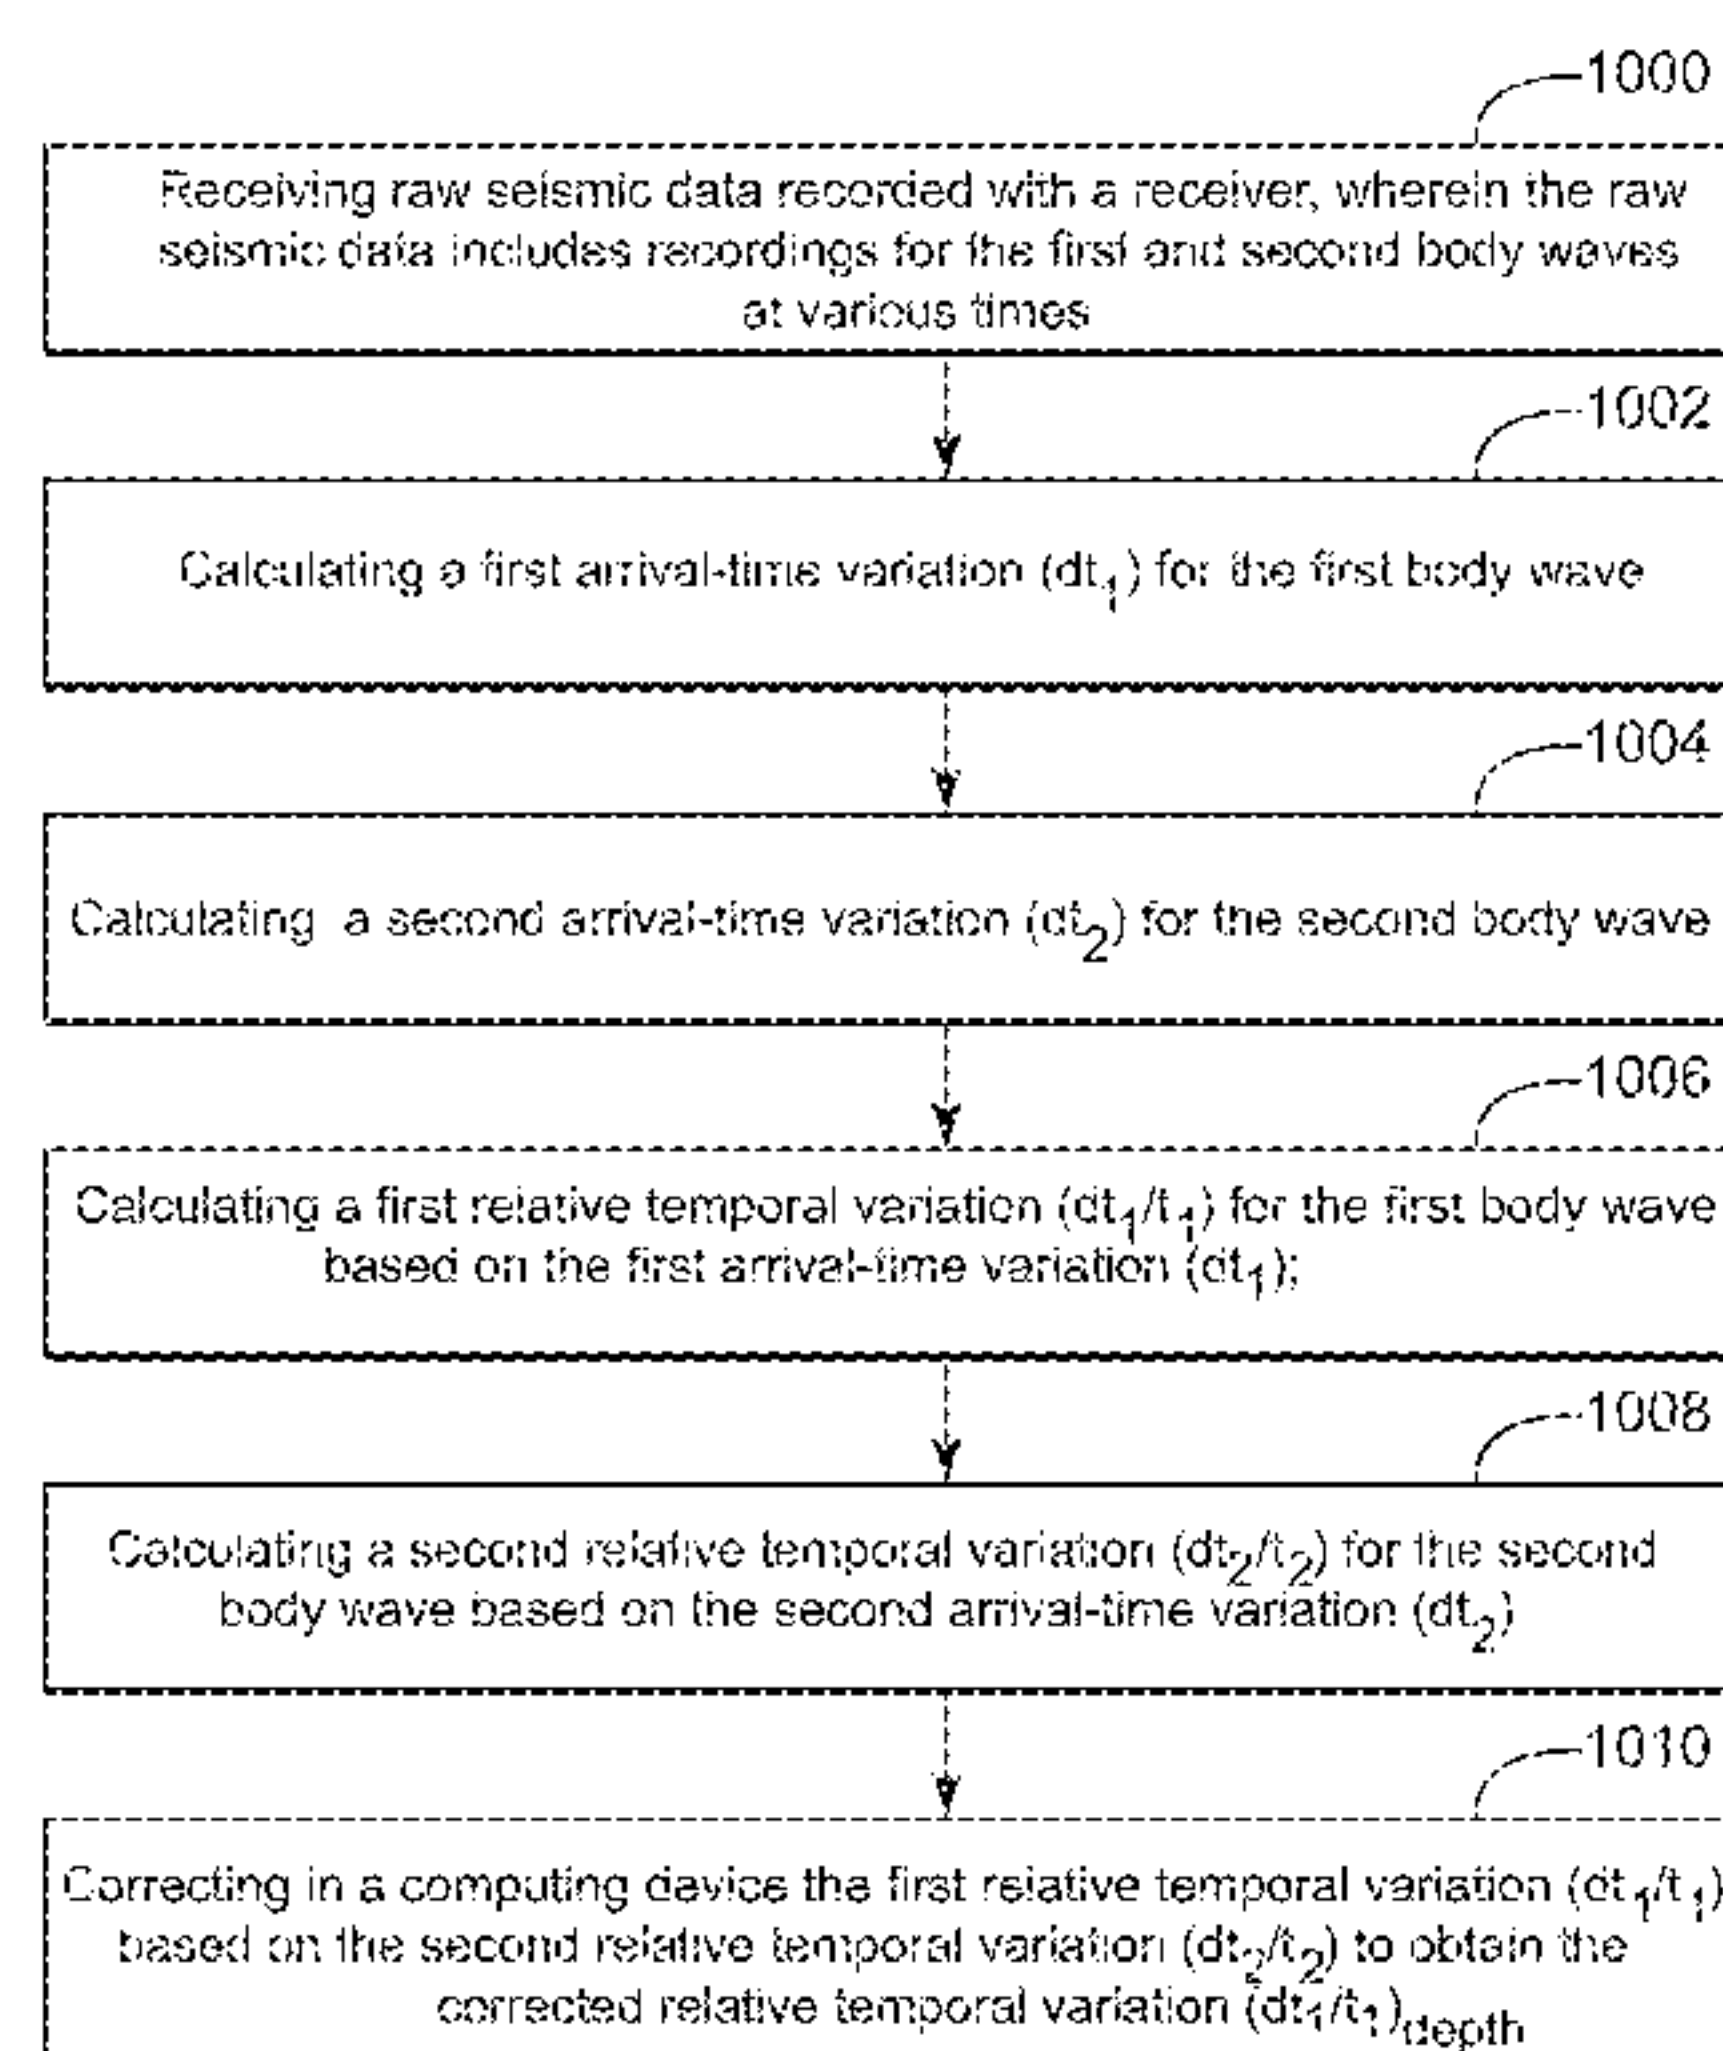 1000
Receiving raw seismic data recorded with a receiver, wherein the raw
seismic data includes recordings for the first and second body waves
at various times
1002
Calculating a first arrival-time variation (dt₁) for the first body wave
1004
Calculating a second arrival-time variation (dt₂) for the second body wave
1006
Calculating a first relative temporal variation (dt₁/t₁) for the first body wave
based on the first arrival-time variation (dt₁);
1008
Calculating a second relative temporal variation (dt₂/t₂) for the second
body wave based on the second arrival-time variation (dt₂)
1010
Correcting in a computing device the first relative temporal variation (dt₁/t₁)
based on the second relative temporal variation (dt₂/t₂) to obtain the
corrected relative temporal variation (dt₁/t₁)depth